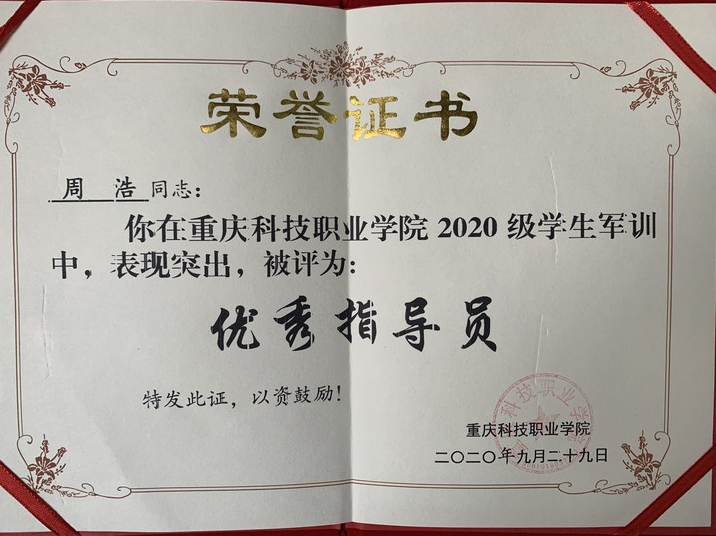 荣誉证书
周 浩 同志：
你在重庆科技职业学院 2020 级学生军训
中，表现突出，被评为：
优秀指导员
特发此证，以资鼓励！
重庆科技职业学院
二〇二〇年九月二十九日